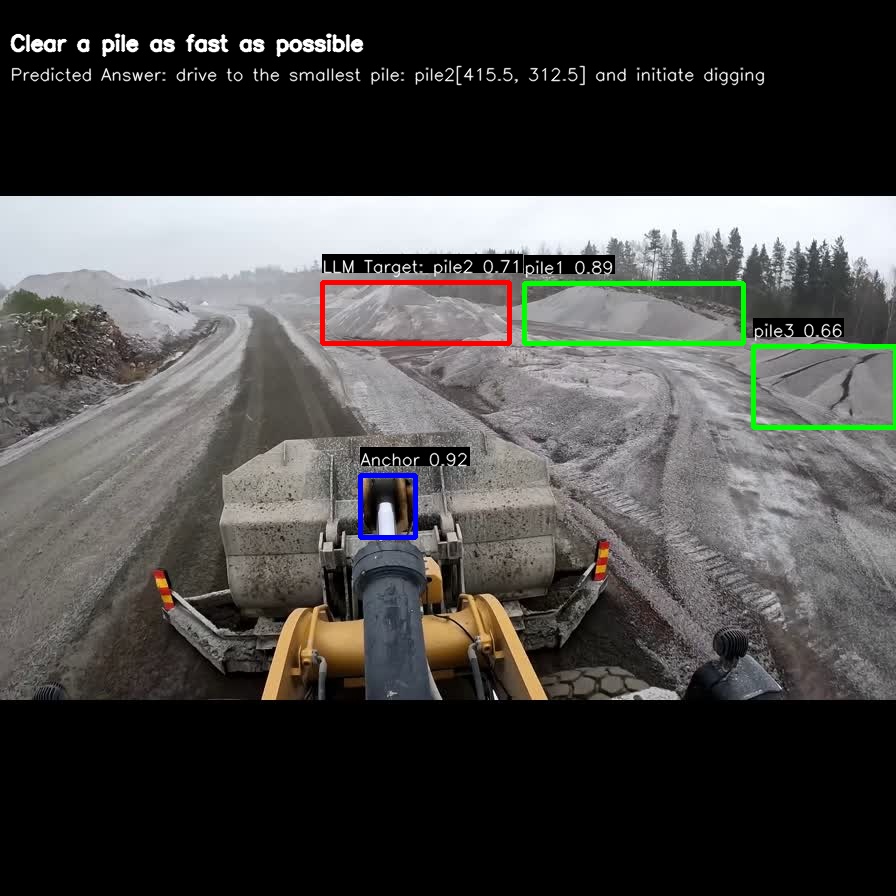 Clear a pile as fast as possible
Predicted Answer: drive to the smallest pile: pile2[415.5, 312.5] and initiate digging
LLM Target: pile2 0.71 pile1 0.89
pile3 0.66
Anchor 0.92